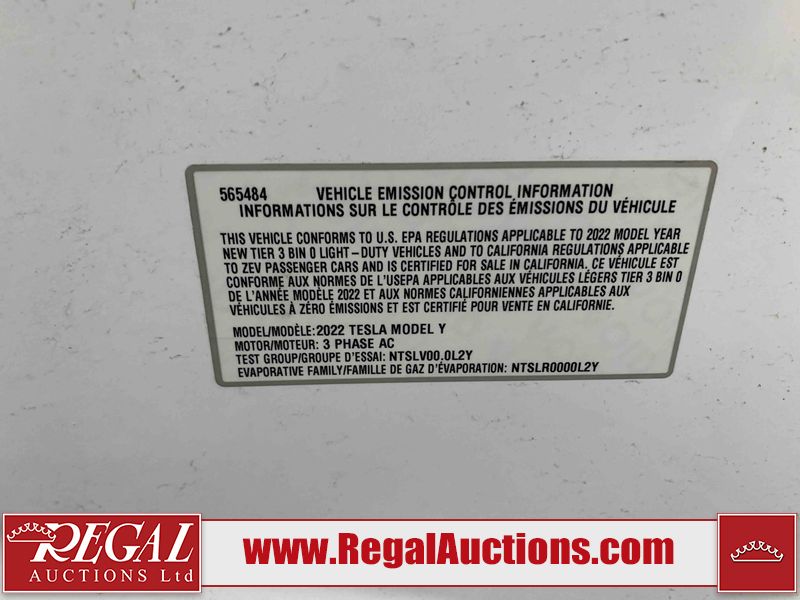 565484 VEHICLE EMISSION CONTROL INFORMATION
INFORMATIONS SUR LE CONTRÔLE DES ÉMISSIONS DU VÉHICULE
THIS VEHICLE CONFORMS TO U.S. EPA REGULATIONS APPLICABLE TO 2022 MODEL YEAR
NEW TIER 3 BIN 0 LIGHT-DUTY VEHICLES AND TO CALIFORNIA REGULATIONS APPLICABLE
TO ZEV PASSENGER CARS AND IS CERTIFIED FOR SALE IN CALIFORNIA. CE VÉHICULE EST
CONFORME AUX NORMES DE L'USEPA APPLICABLES AUX VÉHICULES LÉGERS TIER 3 BIN 0
DE L'ANNÉE MODÈLE 2022 ET AUX NORMES CALIFORNIENNES APPLICABLES AUX
VÉHICULES À ZÉRO ÉMISSIONS ET EST CERTIFIÉ POUR VENTE EN CALIFORNIE.
MODEL/MODÈLE: 2022 TESLA MODEL Y
MOTOR/MOTEUR: 3 PHASE AC
TEST GROUP/GROUPE D'ESSAI: NTSLV00.0L2Y
EVAPORATIVE FAMILY/FAMILLE DE GAZ D'ÉVAPORATION: NTSLR0000L2Y
REGAL
AUCTIONS Ltd
www.RegalAuctions.com